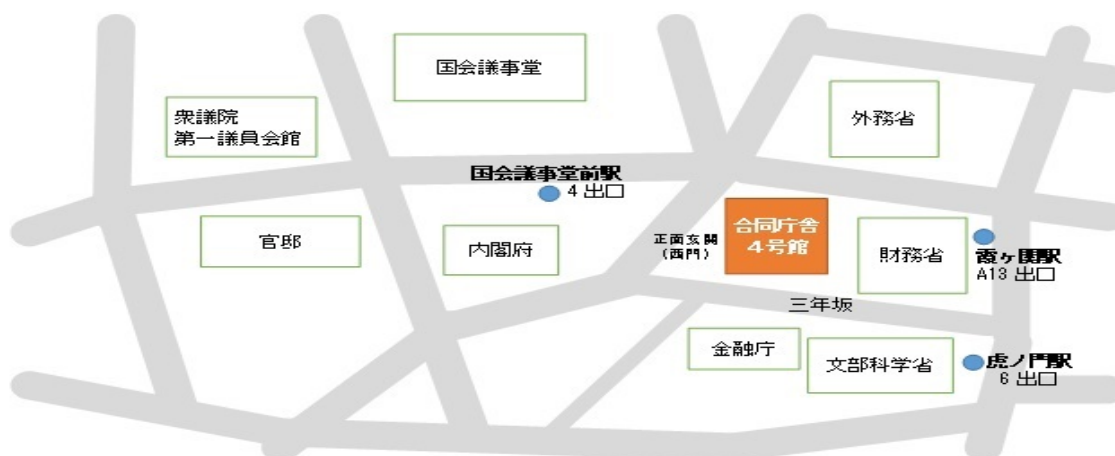 国会議事堂
衆議院
第一議員会館
外務省
国会議事堂前駅
4 出口
官邸
内閣府
正面玄関
(西門)
合同庁舎
4号館
財務省
霞ヶ関駅
A13 出口
三年坂
金融庁
文部科学省
虎ノ門駅
6 出口